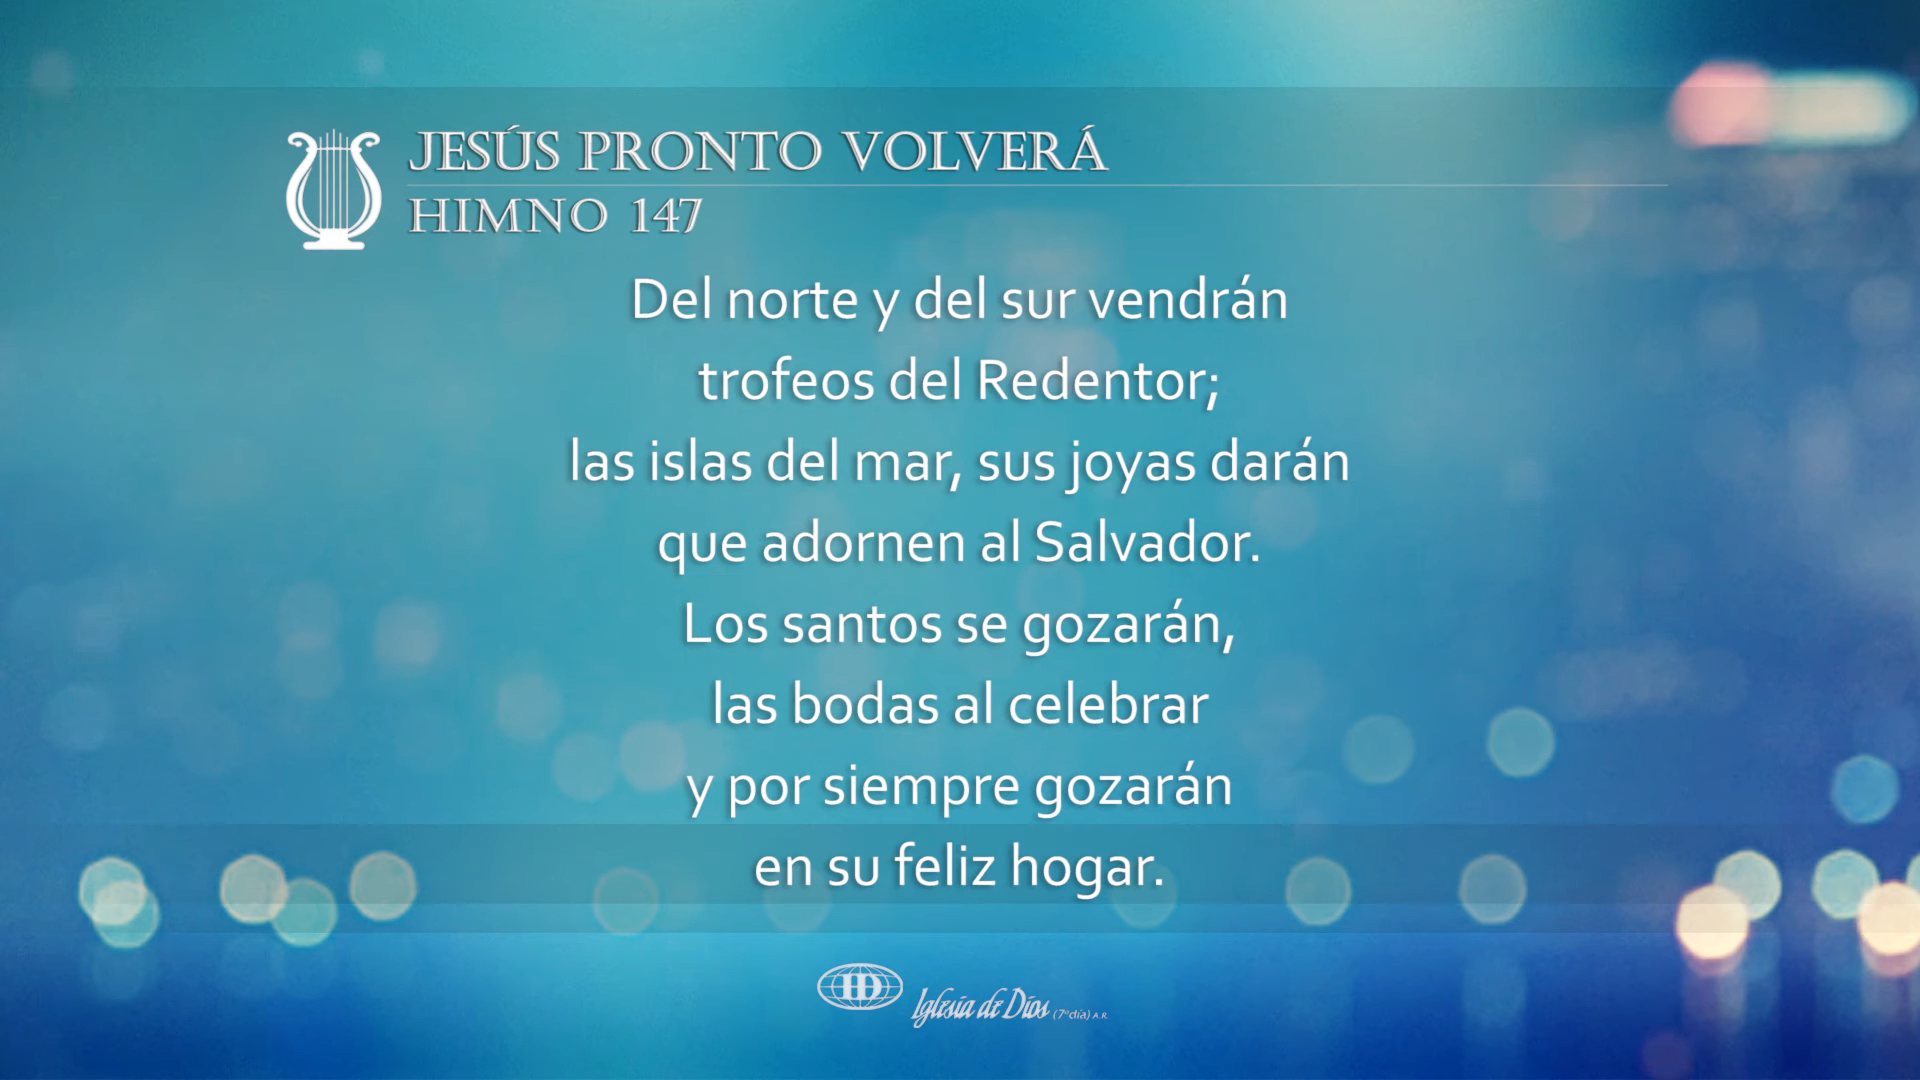 JESÚS PRONTO VOLVERÁ
HIMNO 147
Del norte y del sur vendrán
trofeos del Redentor;
las islas del mar, sus joyas darán
que adornen al Salvador.
Los santos se gozarán,
las bodas al celebrar
y por siempre gozarán
en su feliz hogar.
ID Iglesia de Dios (7º día) A.R.